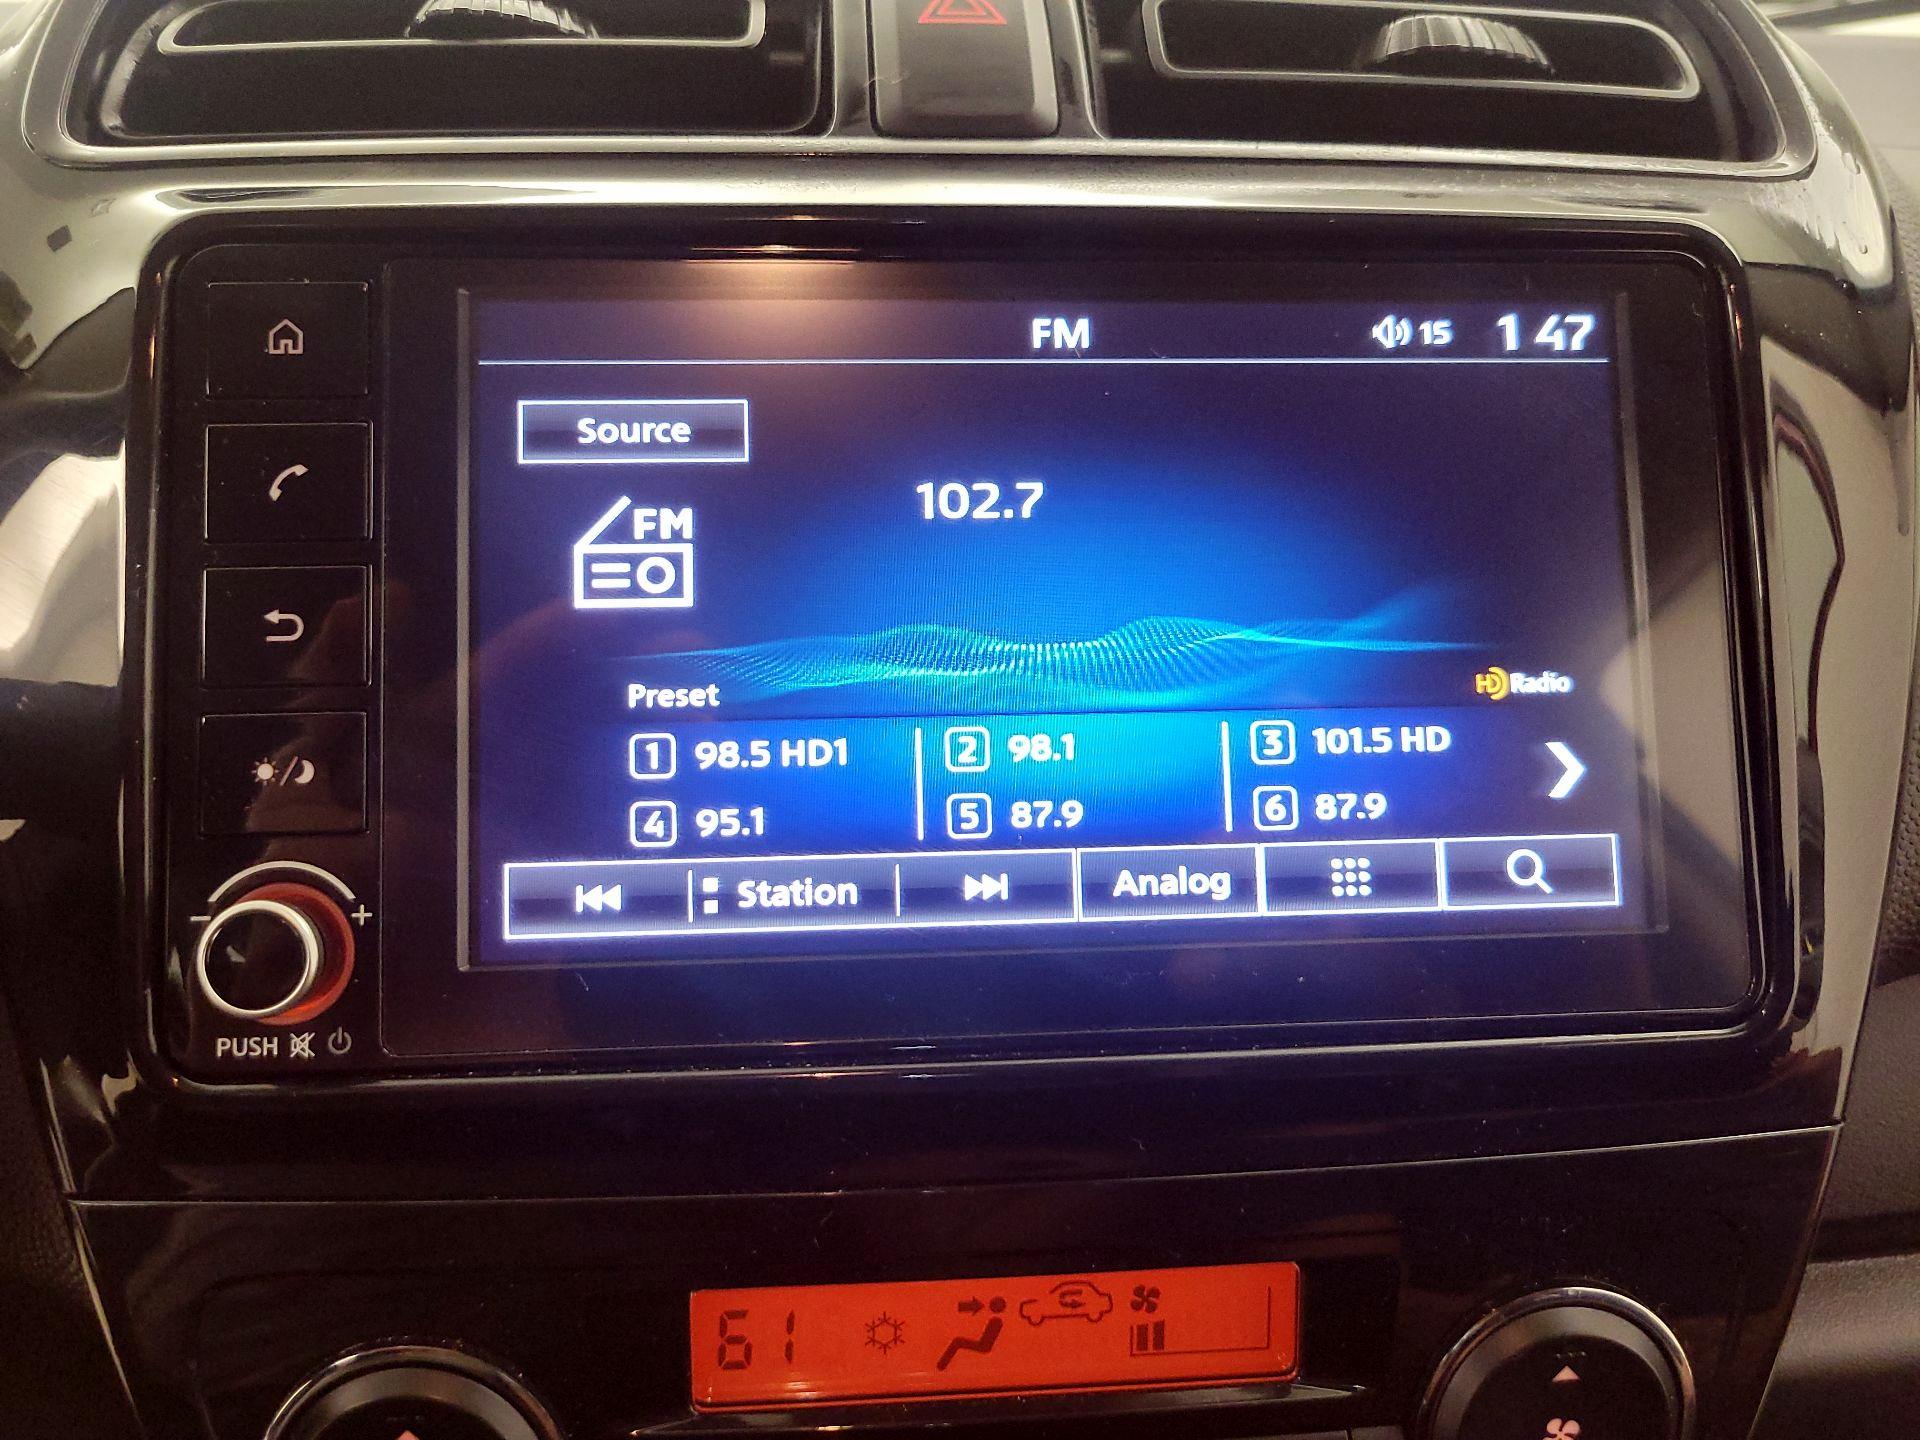 FM 15 1 47
Source
FM
102.7
HD Radio
Preset
1 98.5 HD1 2 98.1 3 101.5 HD
4 95.1 5 87.9 6 87.9
Station Analog
- +
PUSH
61